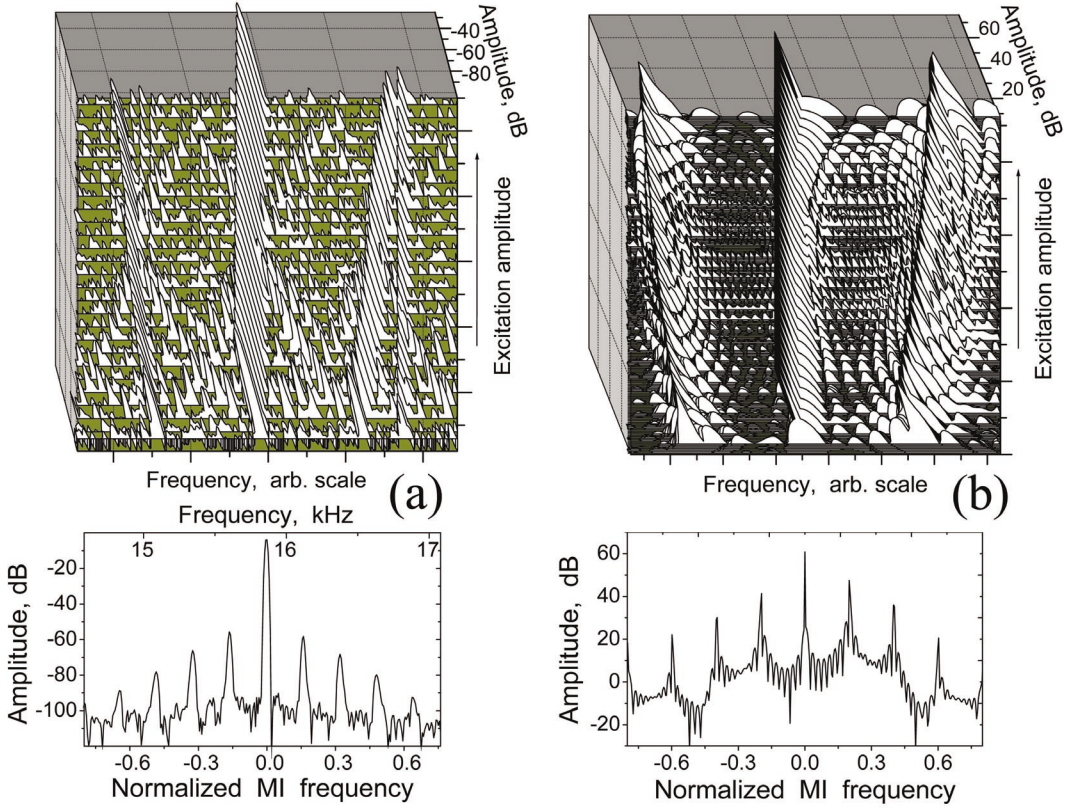 Amplitude, dB
-40
-60
-80
Excitation amplitude
Frequency, arb. scale
(a)
Amplitude, dB
60
40
20
Excitation amplitude
Frequency, arb. scale
(b)
Frequency, kHz
15
16
17
Amplitude, dB
-20
-40
-60
-80
-100
-0.6
-0.3
0.0
0.3
0.6
Normalized MI frequency
Amplitude, dB
60
40
20
0
-20
-0.6
-0.3
0.0
0.3
0.6
Normalized MI frequency